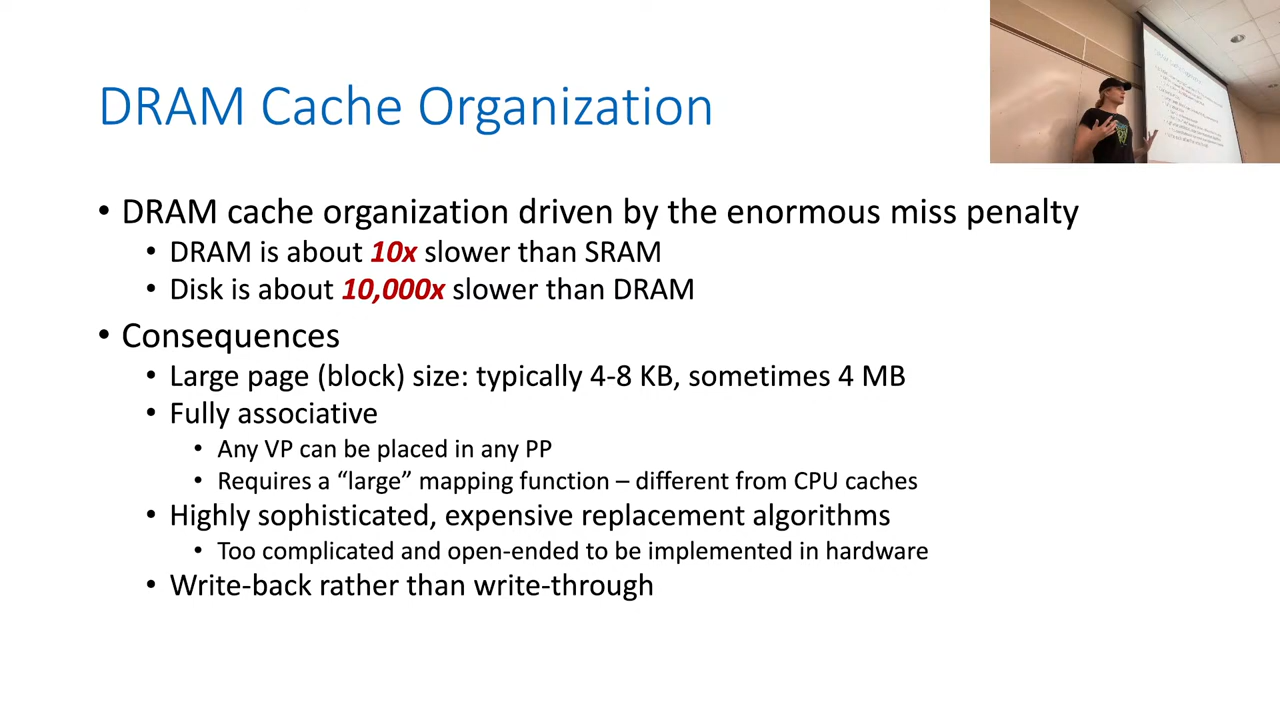 DRAM Cache Organization
• DRAM cache organization driven by the enormous miss penalty
• DRAM is about 10x slower than SRAM
• Disk is about 10,000x slower than DRAM
• Consequences
• Large page (block) size: typically 4-8 KB, sometimes 4 MB
• Fully associative
• Any VP can be placed in any PP
• Requires a “large” mapping function – different from CPU caches
• Highly sophisticated, expensive replacement algorithms
• Too complicated and open-ended to be implemented in hardware
• Write-back rather than write-through